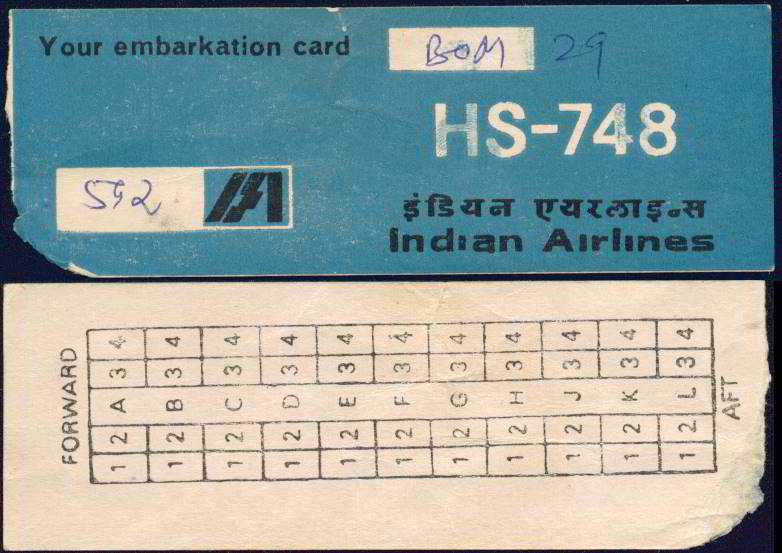 Your embarkation card
BOM 29
HS-748
इंडियन एयरलाइन्स
Indian Airlines
FORWARD
1 2 A 3 4
1 2 B 3 4
1 2 C 3 4
1 2 D 3 4
1 2 E 3 4
1 2 F 3 4
1 2 G 3 4
1 2 H 3 4
1 2 J 3 4
1 2 K 3 4
1 2 L 3 4
AFT